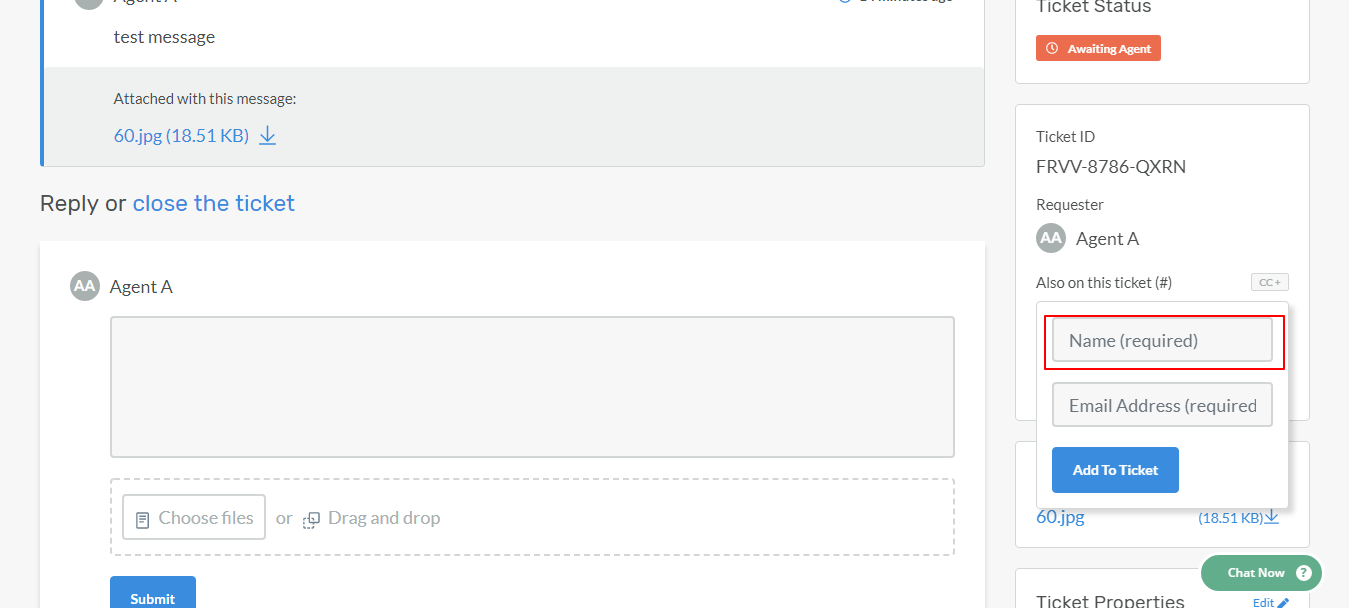 test message
Attached with this message:
60.jpg (18.51 KB)
Reply or close the ticket
AA Agent A
Choose files or Drag and drop
Submit
Ticket Status
Awaiting Agent
Ticket ID
FRVV-8786-QXRN
Requester
AA Agent A
Also on this ticket (#) CC +
Name (required)
Email Address (required
Add To Ticket
60.jpg (18.51 KB)
Chat Now ?
Ticket Properties Edit